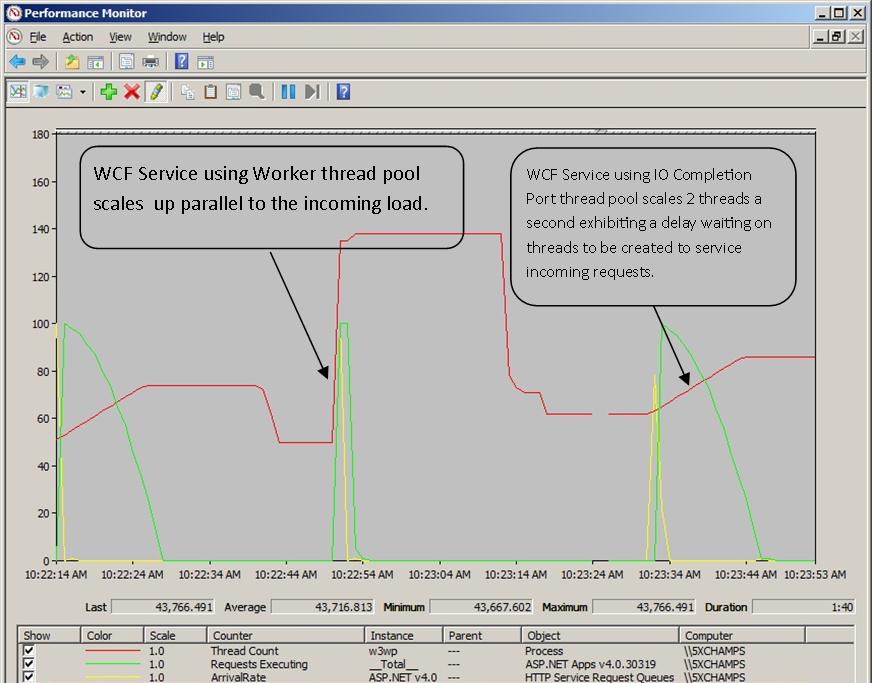 Performance Monitor
File Action View Window Help
180
160
140
120
100
80
60
40
20
0
WCF Service using Worker thread pool
scales up parallel to the incoming load.
WCF Service using IO Completion
Port thread pool scales 2 threads a
second exhibiting a delay waiting on
threads to be created to service
incoming requests.
10:22:14 AM 10:22:24 AM 10:22:34 AM 10:22:44 AM 10:22:54 AM 10:23:04 AM 10:23:14 AM 10:23:24 AM 10:23:34 AM 10:23:44 AM 10:23:53 AM
Last 43,766.491 Average 43,716.813 Minimum 43,667.602 Maximum 43,766.491 Duration 1:40
Show Color Scale Counter Instance Parent Object Computer
1.0 Thread Count w3wp --- Process \\5XCHAMPS
1.0 Requests Executing __Total__ --- ASP.NET Apps v4.0.30319 \\5XCHAMPS
1.0 ArrivalRate ASP.NET v4.0 --- HTTP Service Request Queues \\5XCHAMPS